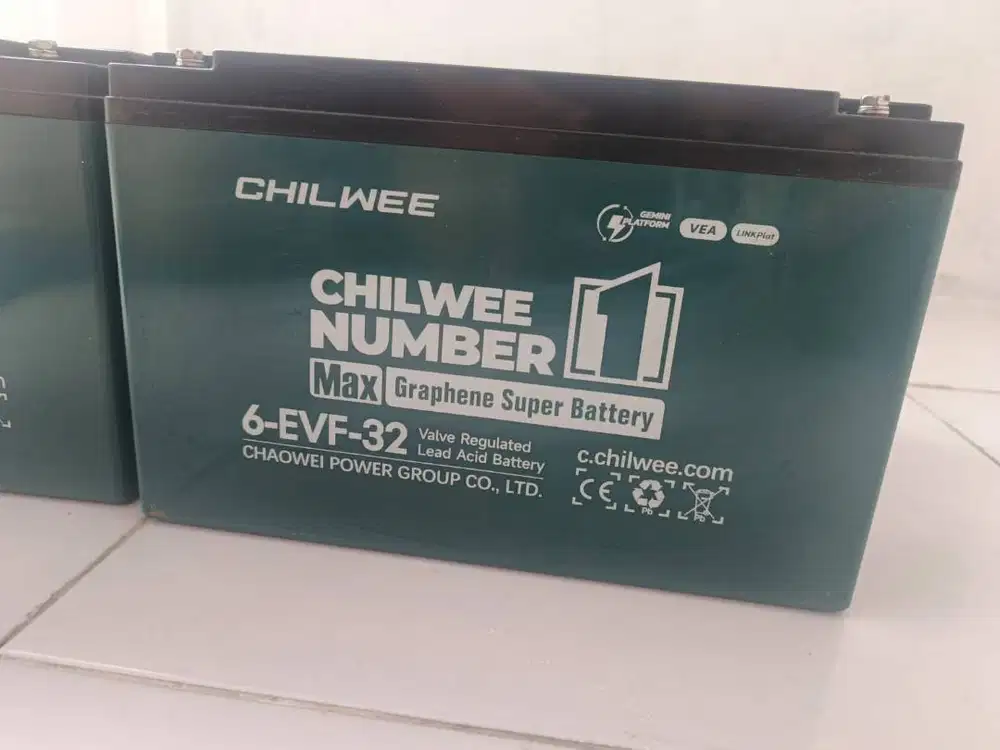 CHILWEE
GEMINI
PLATFORM
VEA
LINKPlat
CHILWEE
NUMBER 1
Max Graphene Super Battery
6-EVF-32
Valve Regulated
Lead Acid Battery
CHAOWEI POWER GROUP CO., LTD.
c.chilwee.com
CE
Pb
Pb